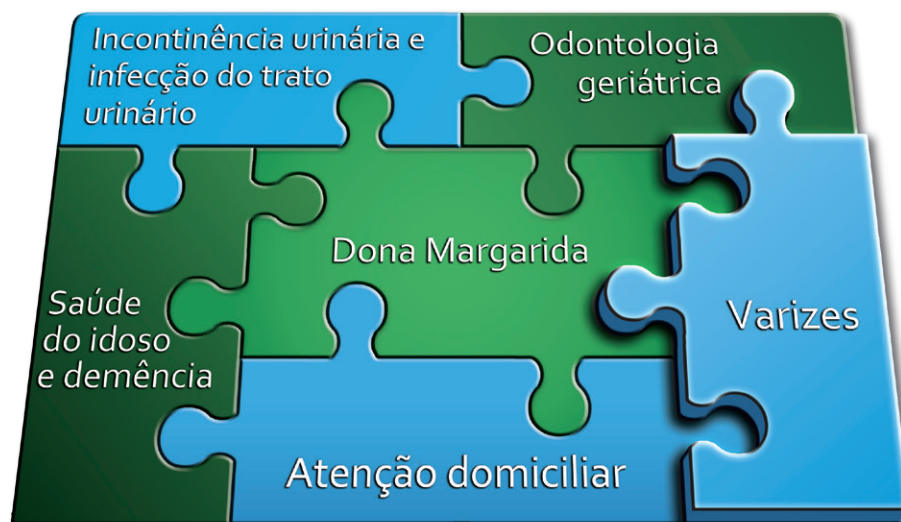 Incontinência urinária e
infecção do trato
urinário
Odontologia
geriátrica
Dona Margarida
Saúde
do idoso
e demência
Varizes
Atenção domiciliar